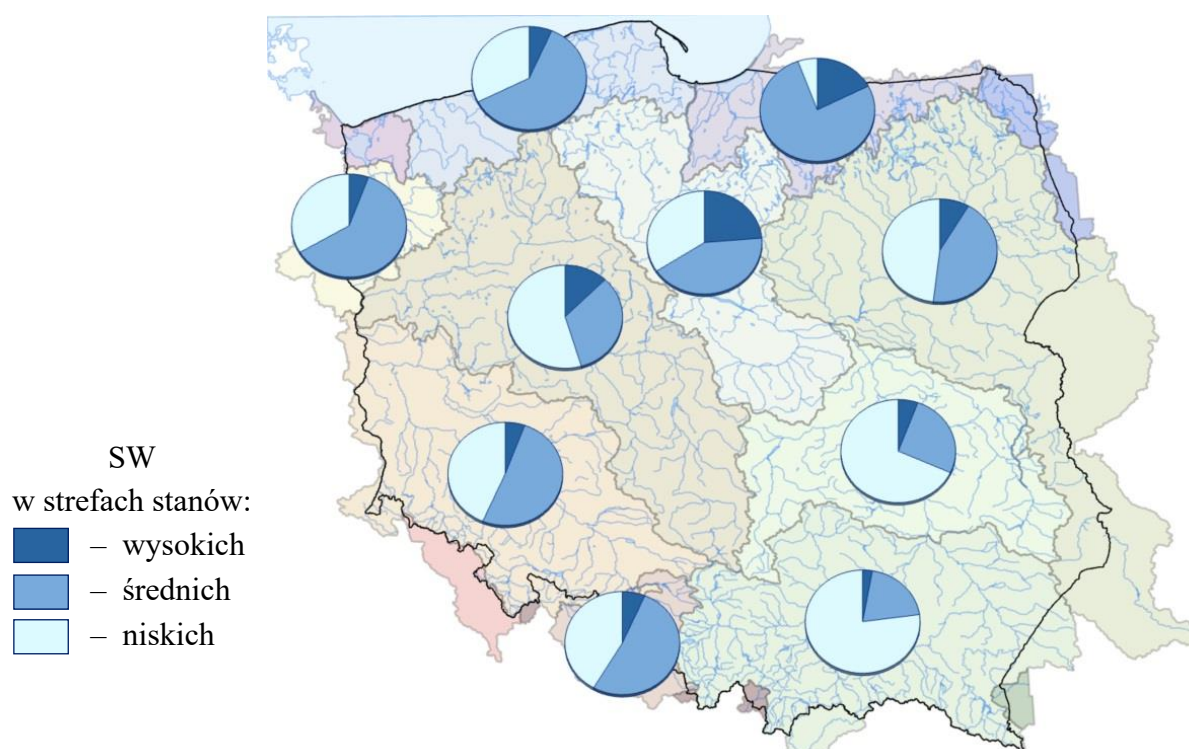 SW
w strefach stanów:
– wysokich
– średnich
– niskich